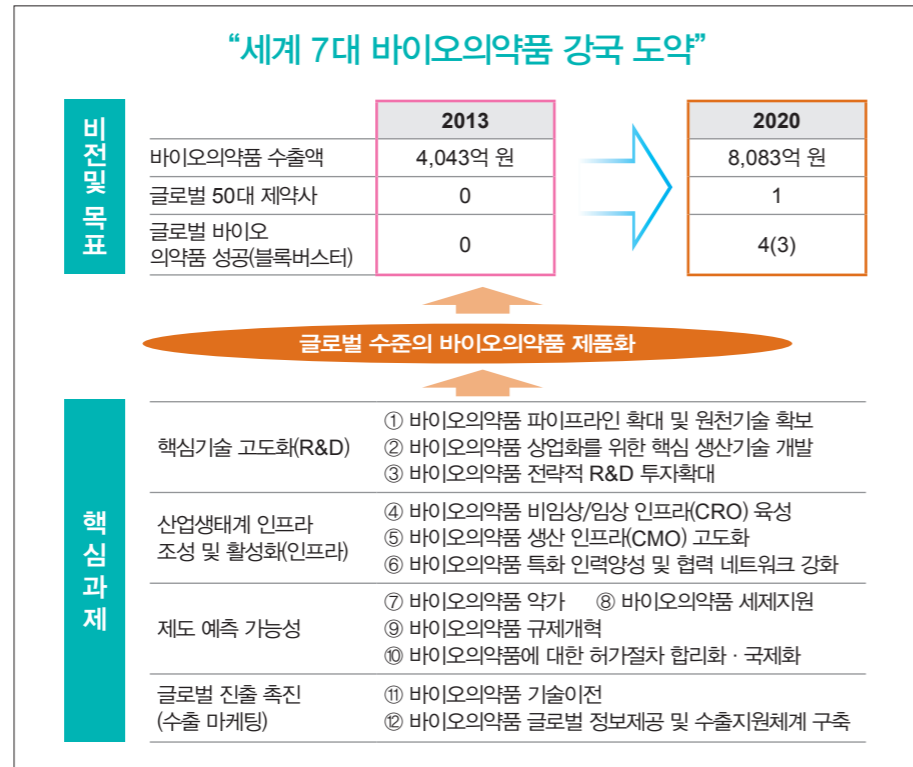 “세계 7대 바이오의약품 강국 도약”
비전및 목표
2013
2020
바이오의약품 수출액
4,043억 원
8,083억 원
글로벌 50대 제약사
0
1
글로벌 바이오
의약품 성공(블록버스터)
0
4(3)
글로벌 수준의 바이오의약품 제품화
핵심과제
핵심기술 고도화(R&D)
① 바이오의약품 파이프라인 확대 및 원천기술 확보
② 바이오의약품 상업화를 위한 핵심 생산기술 개발
③ 바이오의약품 전략적 R&D 투자확대
산업생태계 인프라
조성 및 활성화(인프라)
④ 바이오의약품 비임상/임상 인프라(CRO) 육성
⑤ 바이오의약품 생산 인프라(CMO) 고도화
⑥ 바이오의약품 특화 인력양성 및 협력 네트워크 강화
제도 예측 가능성
⑦ 바이오의약품 약가 ⑧ 바이오의약품 세제지원
⑨ 바이오의약품 규제개혁
⑩ 바이오의약품에 대한 허가절차 합리화 · 국제화
글로벌 진출 촉진
(수출 마케팅)
⑪ 바이오의약품 기술이전
⑫ 바이오의약품 글로벌 정보제공 및 수출지원체계 구축